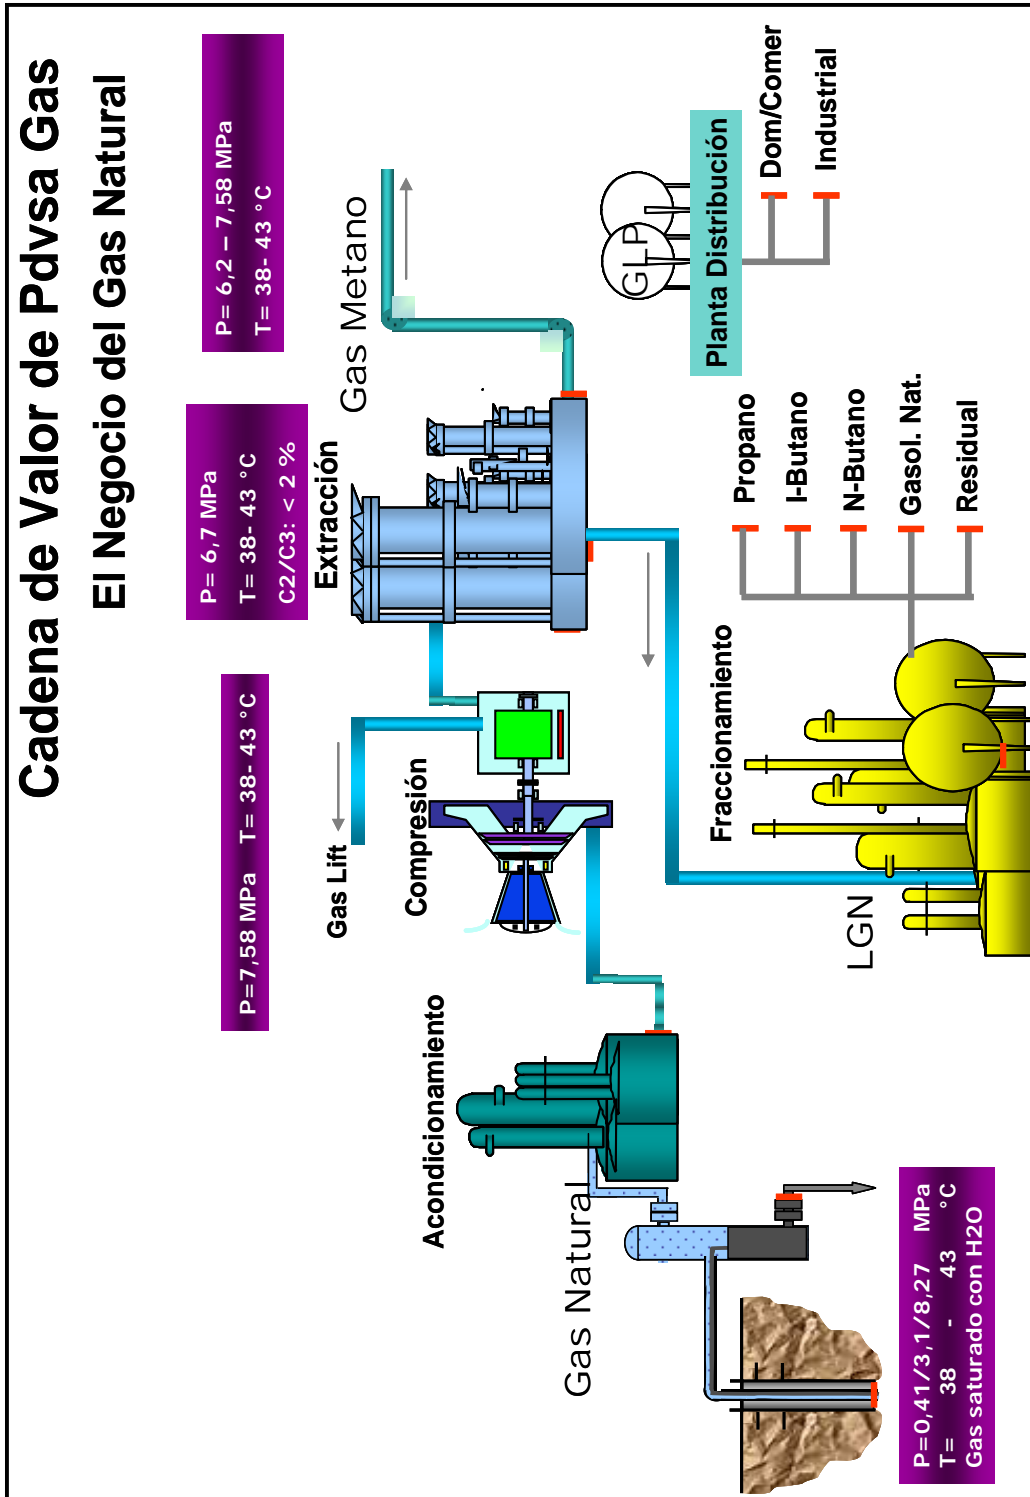 Cadena de Valor de Pdvsa Gas
El Negocio del Gas Natural
P=7,58 MPa T= 38- 43 °C
P= 6,7 MPa
T= 38- 43 °C
C2/C3: < 2 %
P= 6,2 – 7,58 MPa
T= 38- 43 °C
Gas Lift
Extracción
Gas Metano
Acondicionamiento
Compresión
Gas Natural
GLP
Planta Distribución
Dom/Comer
Industrial
Fraccionamiento
LGN
Propano
I-Butano
N-Butano
Gasol. Nat.
Residual
P=0,41/3,1/8,27 MPa
T= 38 - 43 °C
Gas saturado con H2O